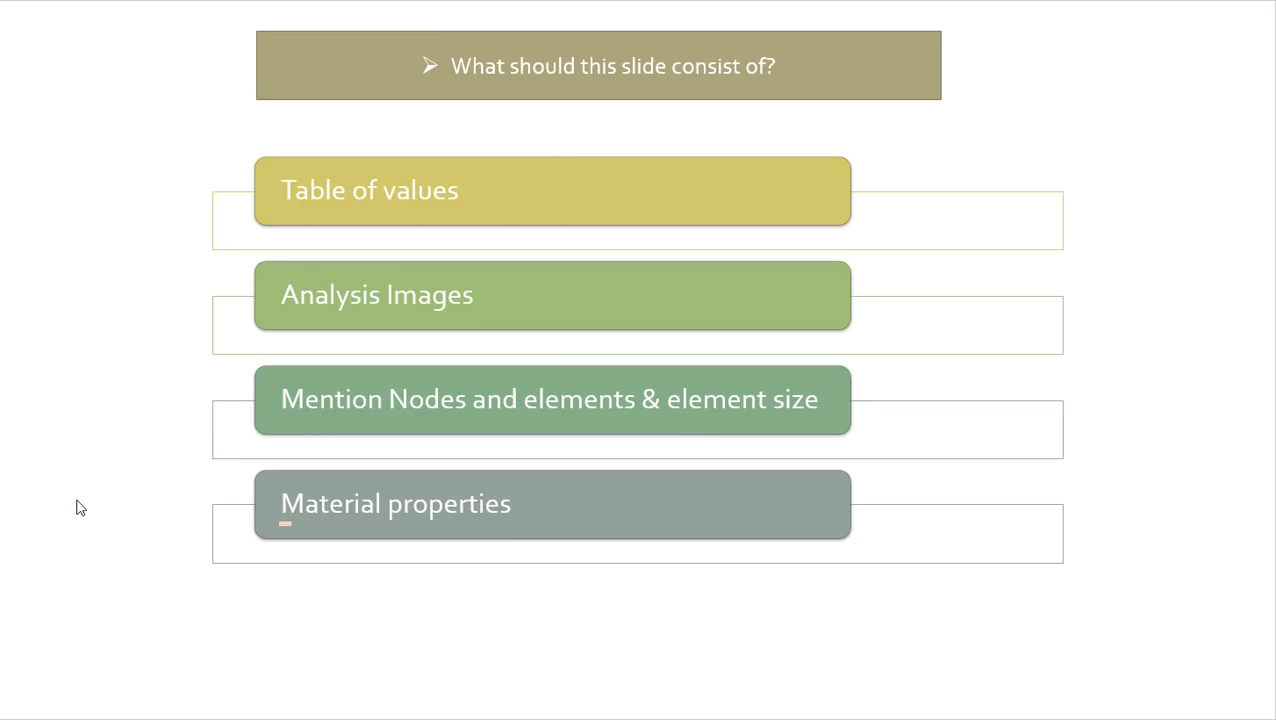 ➢ What should this slide consist of?
Table of values
Analysis Images
Mention Nodes and elements & element size
Material properties